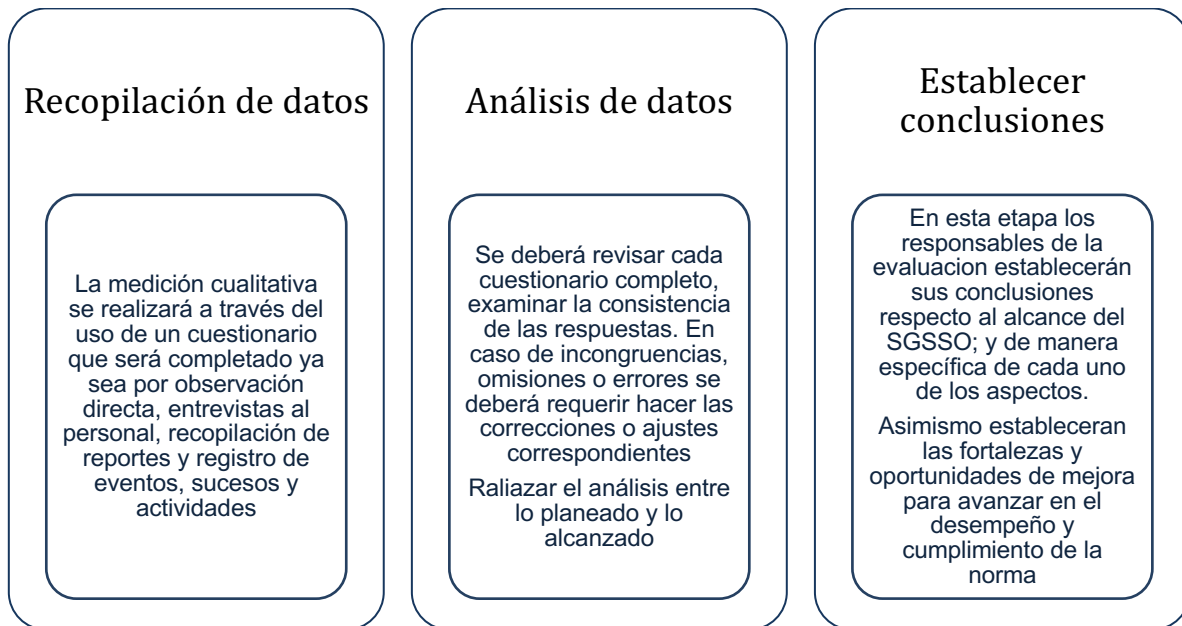 Recopilación de datos
La medición cualitativa
se realizará a través del
uso de un cuestionario
que será completado ya
sea por observación
directa, entrevistas al
personal, recopilación de
reportes y registro de
eventos, sucesos y
actividades
Análisis de datos
Se deberá revisar cada
cuestionario completo,
examinar la consistencia
de las respuestas. En
caso de incongruencias,
omisiones o errores se
deberá requerir hacer las
correcciones o ajustes
correspondientes
Raliazar el análisis entre
lo planeado y lo
alcanzado
Establecer
conclusiones
En esta etapa los
responsables de la
evaluacion establecerán
sus conclusiones
respecto al alcance del
SGSSO; y de manera
específica de cada uno
de los aspectos.
Asimismo estableceran
las fortalezas y
oportunidades de mejora
para avanzar en el
desempeño y
cumplimiento de la
norma